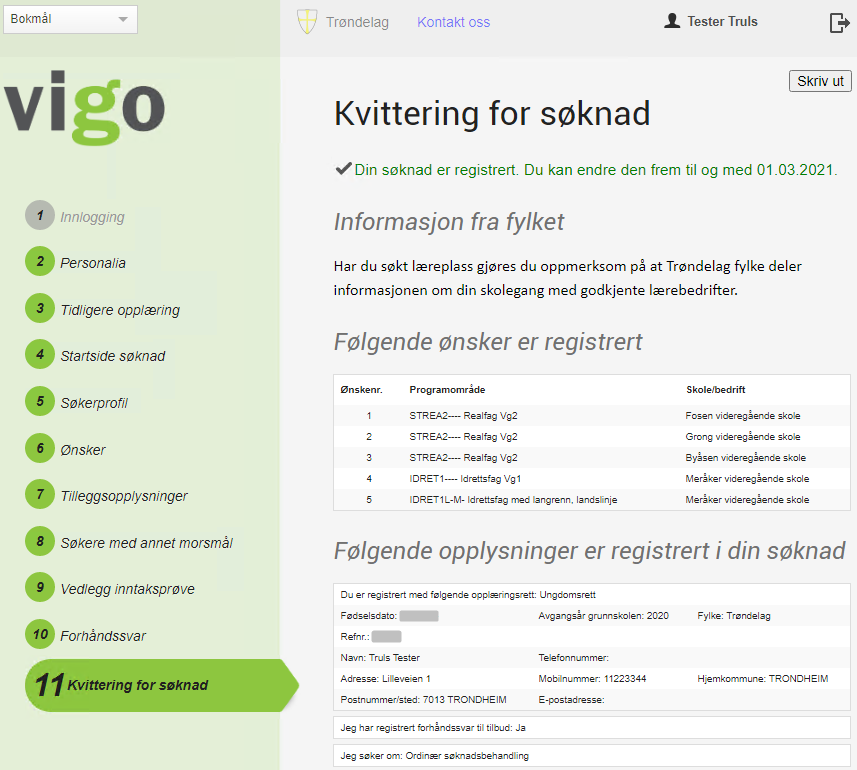 Bokmål
Trøndelag Kontakt oss Tester Truls
vigo
Skriv ut
Kvittering for søknad
Din søknad er registrert. Du kan endre den frem til og med 01.03.2021.
1 Innlogging
2 Personalia
3 Tidligere opplæring
4 Startside søknad
5 Søkerprofil
6 Ønsker
7 Tilleggsopplysninger
8 Søkere med annet morsmål
9 Vedlegg inntaksprøve
10 Forhåndssvar
11 Kvittering for søknad
Informasjon fra fylket
Har du søkt læreplass gjøres du oppmerksom på at Trøndelag fylke deler
informasjonen om din skolegang med godkjente lærebedrifter.
Følgende ønsker er registrert
Ønskenr. Programområde Skole/bedrift
1 STREA2---- Realfag Vg2 Fosen videregående skole
2 STREA2---- Realfag Vg2 Grong videregående skole
3 STREA2---- Realfag Vg2 Byåsen videregående skole
4 IDRET1---- Idrettsfag Vg1 Meråker videregående skole
5 IDRET1L-M- Idrettsfag med langrenn, landslinje Meråker videregående skole
Følgende opplysninger er registrert i din søknad
Du er registrert med følgende opplæringsrett: Ungdomsrett
Fødselsdato: Avgangsår grunnskolen: 2020 Fylke: Trøndelag
Refnr.:
Navn: Truls Tester Telefonnummer:
Adresse: Lilleveien 1 Mobilnummer: 11223344 Hjemkommune: TRONDHEIM
Postnummer/sted: 7013 TRONDHEIM E-postadresse:
Jeg har registrert forhåndssvar til tilbud: Ja
Jeg søker om: Ordinær søknadsbehandling